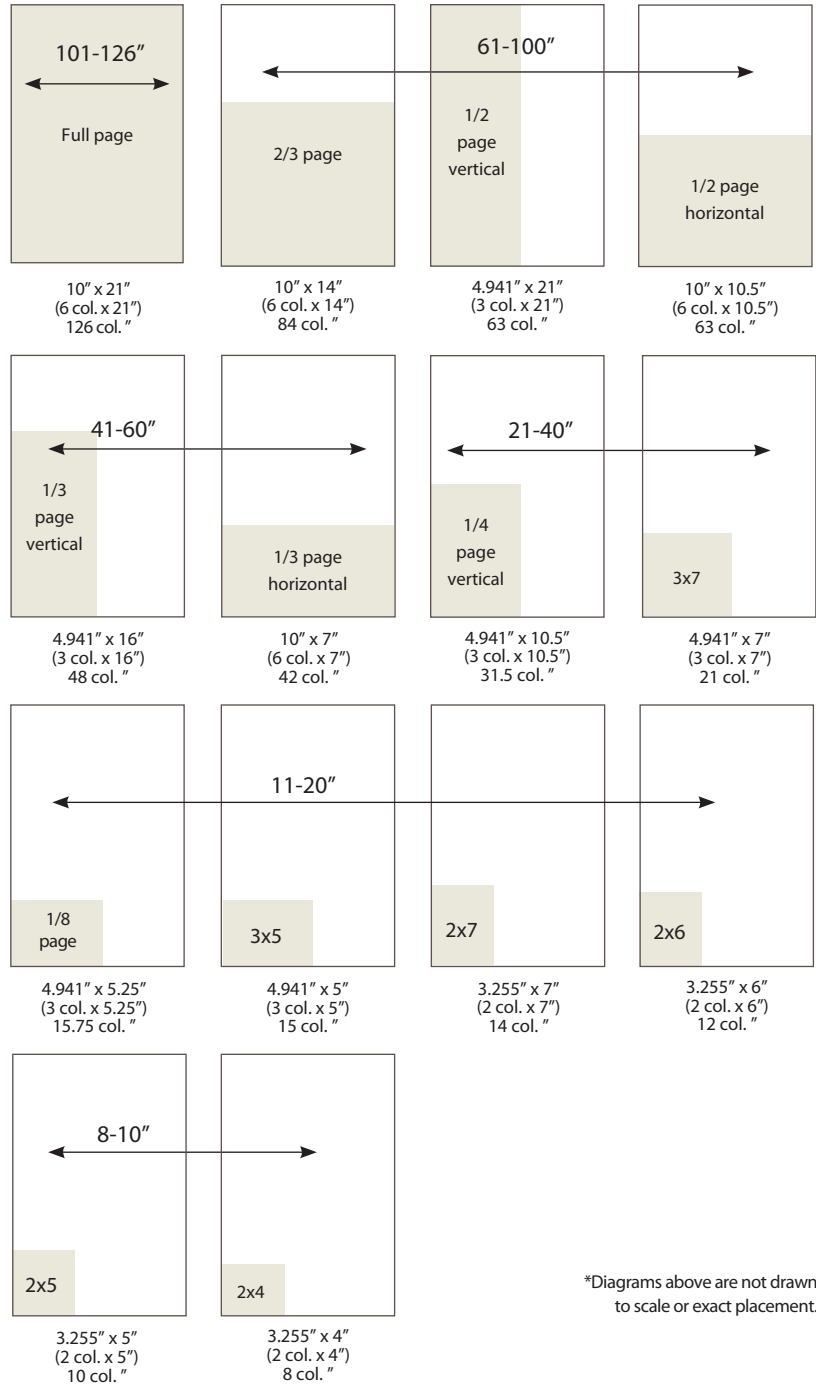 101-126"
Full page
10" x 21"
(6 col. x 21")
126 col. "
61-100"
2/3 page
10" x 14"
(6 col. x 14")
84 col. "
1/2
page
vertical
4.941" x 21"
(3 col. x 21")
63 col. "
1/2 page
horizontal
10" x 10.5"
(6 col. x 10.5")
63 col. "
41-60"
1/3
page
vertical
4.941" x 16"
(3 col. x 16")
48 col. "
1/3 page
horizontal
10" x 7"
(6 col. x 7")
42 col. "
21-40"
1/4
page
vertical
4.941" x 10.5"
(3 col. x 10.5")
31.5 col. "
3x7
4.941" x 7"
(3 col. x 7")
21 col. "
11-20"
1/8
page
4.941" x 5.25"
(3 col. x 5.25")
15.75 col. "
3x5
4.941" x 5"
(3 col. x 5")
15 col. "
2x7
3.255" x 7"
(2 col. x 7")
14 col. "
2x6
3.255" x 6"
(2 col. x 6")
12 col. "
8-10"
2x5
3.255" x 5"
(2 col. x 5")
10 col. "
2x4
3.255" x 4"
(2 col. x 4")
8 col. "
*Diagrams above are not drawn
to scale or exact placement.